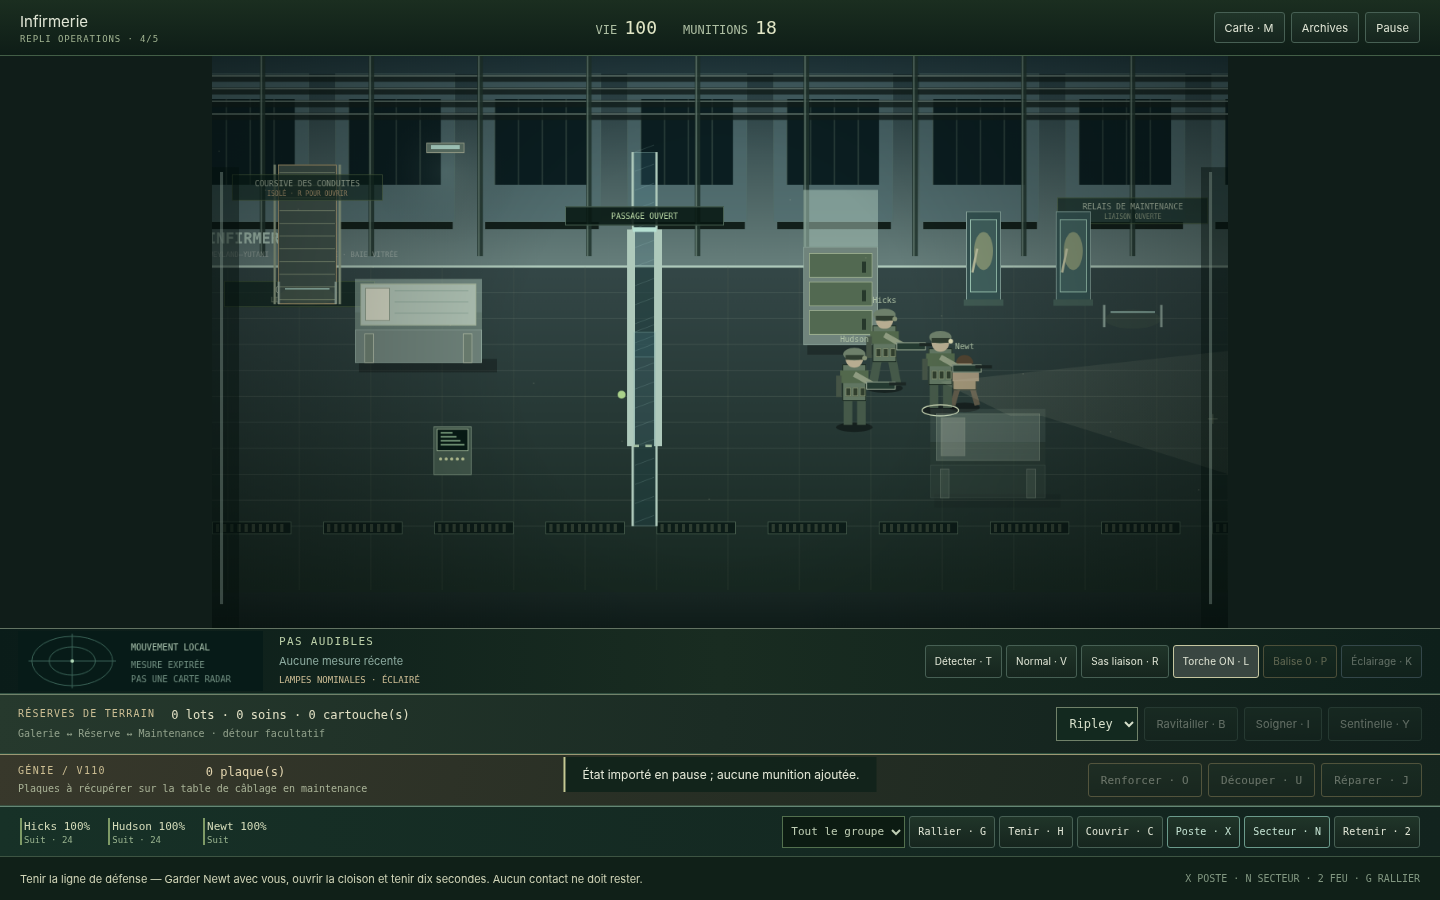 Infirmerie
REPLI OPERATIONS · 4/5
VIE 100 MUNITIONS 18
Carte · M
Archives
Pause
COURSIVE DES CONDUITES
ISOLÉ · R POUR OUVRIR
PASSAGE OUVERT
RELAIS DE MAINTENANCE
LIAISON OUVERTE
INFIRMER
· BAIE VITRÉE
Hicks
Hudson
Newt
MOUVEMENT LOCAL
MESURE EXPIRÉE
PAS UNE CARTE RADAR
PAS AUDIBLES
Aucune mesure récente
LAMPES NOMINALES · ÉCLAIRÉ
Détecter · T
Normal · V
Sas liaison · R
Torche ON · L
Balise 0 · P
Éclairage · K
RÉSERVES DE TERRAIN 0 lots · 0 soins · 0 cartouche(s)
Galerie ↔ Réserve ↔ Maintenance · détour facultatif
Ripley
Ravitailler · B
Soigner · I
Sentinelle · Y
GÉNIE / V110 0 plaque(s)
Plaques à récupérer sur la table de câblage en maintenance
État importé en pause ; aucune munition ajoutée.
Renforcer · O
Découper · U
Réparer · J
Hicks 100%
Suit · 24
Hudson 100%
Suit · 24
Newt 100%
Suit
Tout le groupe
Rallier · G
Tenir · H
Couvrir · C
Poste · X
Secteur · N
Retenir · 2
Tenir la ligne de défense — Garder Newt avec vous, ouvrir la cloison et tenir dix secondes. Aucun contact ne doit rester.
X POSTE · N SECTEUR · 2 FEU · G RALLIER